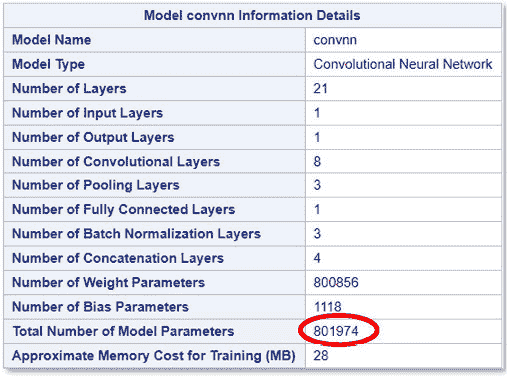 Model convnn Information Details
Model Name convnn
Model Type Convolutional Neural Network
Number of Layers 21
Number of Input Layers 1
Number of Output Layers 1
Number of Convolutional Layers 8
Number of Pooling Layers 3
Number of Fully Connected Layers 1
Number of Batch Normalization Layers 3
Number of Concatenation Layers 4
Number of Weight Parameters 800856
Number of Bias Parameters 1118
Total Number of Model Parameters 801974
Approximate Memory Cost for Training (MB) 28